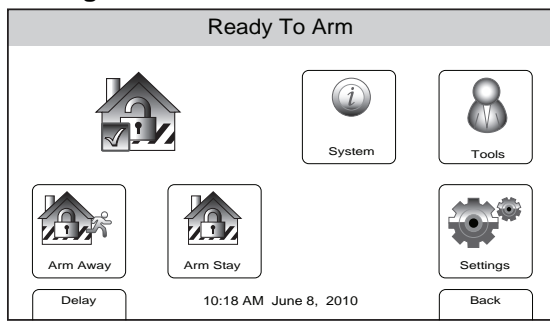 Ready To Arm
System
Tools
Arm Away
Arm Stay
Settings
Delay
10:18 AM June 8, 2010
Back